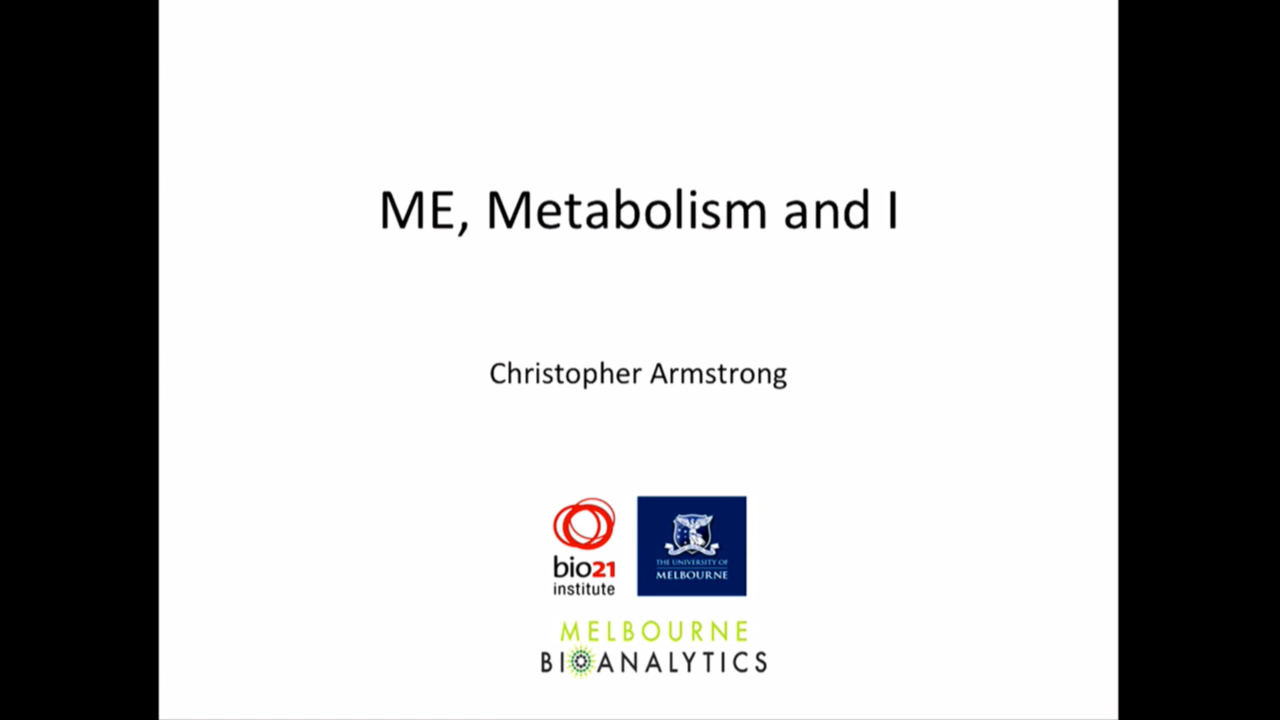 ME, Metabolism and I
Christopher Armstrong
bio21
institute
THE UNIVERSITY OF
MELBOURNE
MELBOURNE
BIOANALYTICS